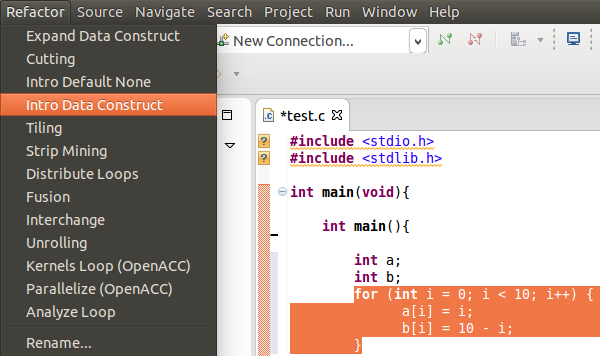 Refactor Source Navigate Search Project Run Window Help
Expand Data Construct
Cutting
Intro Default None
Intro Data Construct
Tiling
Strip Mining
Distribute Loops
Fusion
Interchange
Unrolling
Kernels Loop (OpenACC)
Parallelize (OpenACC)
Analyze Loop
Rename...
New Connection...
*test.c
#include <stdio.h>
#include <stdlib.h>
int main(void){
int main(){
int a;
int b;
for (int i = 0; i < 10; i++) {
a[i] = i;
b[i] = 10 - i;
}